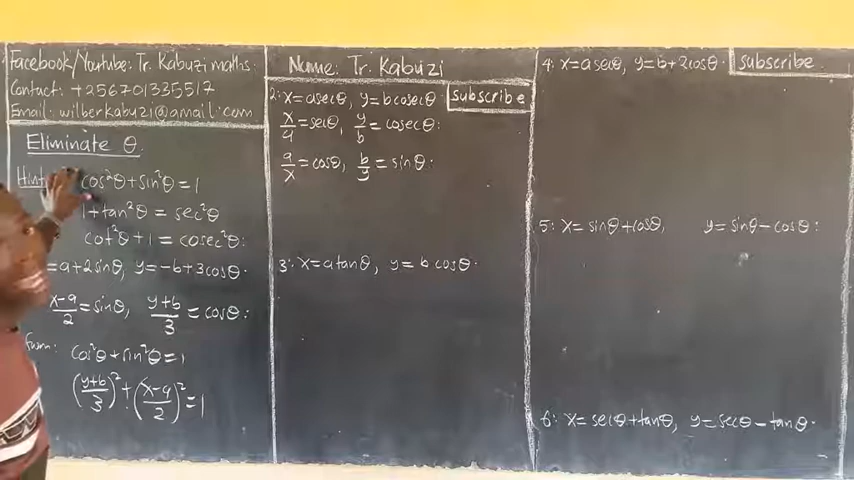 Facebook/Youtube: Tr. Kabuzi maths:
Contact: +256701335517
Email: wilberkabuzi@gmail.com
Eliminate θ
Hint: cos²θ+sin²θ=1
1+tan²θ = sec²θ
cot²θ+1 = cosec²θ:
=a+2sinθ, y=-b+3cosθ.
x-a/2 = sinθ, y+b/3 = cosθ:
from: cos²θ+sin²θ=1
(y+b/3)²+(x-a/2)²=1
Name: Tr. Kabuzi
2: x=asecθ, y=bcosecθ
subscribe
x/a = secθ, y/b = cosecθ:
a/x = cosθ, b/y = sinθ:
3: x=atanθ, y=bcosθ.
4: x=asecθ, y=b+2cosθ.
subscribe
5: x=sinθ+cosθ, y=sinθ-cosθ:
6: x=secθ+tanθ, y=secθ-tanθ.